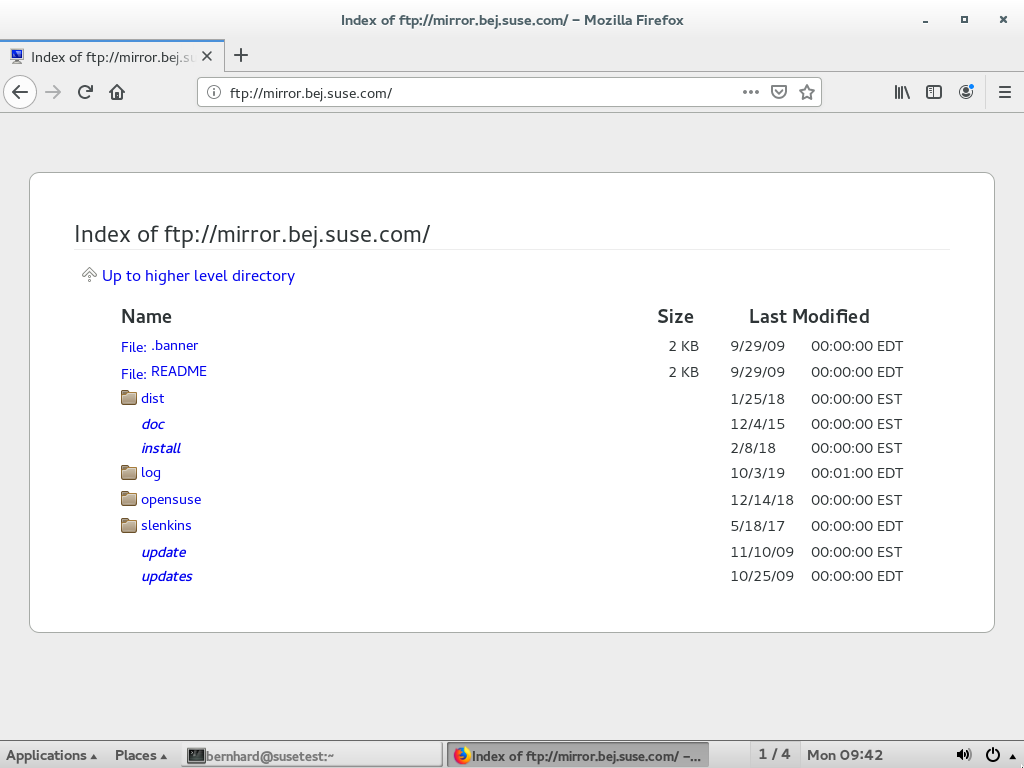 Index of ftp://mirror.bej.suse.com/ – Mozilla Firefox
Index of ftp://mirror.bej.su
ftp://mirror.bej.suse.com/
Index of ftp://mirror.bej.suse.com/
Up to higher level directory
Name Size Last Modified
File: .banner 2 KB 9/29/09 00:00:00 EDT
File: README 2 KB 9/29/09 00:00:00 EDT
dist 1/25/18 00:00:00 EST
doc 12/4/15 00:00:00 EDT
install 2/8/18 00:00:00 EST
log 10/3/19 00:01:00 EDT
opensuse 12/14/18 00:00:00 EST
slenkins 5/18/17 00:00:00 EDT
update 11/10/09 00:00:00 EST
updates 10/25/09 00:00:00 EDT
Applications Places bernhard@susetest:~ Index of ftp://mirror.bej.suse.com/ –... 1 / 4 Mon 09:42